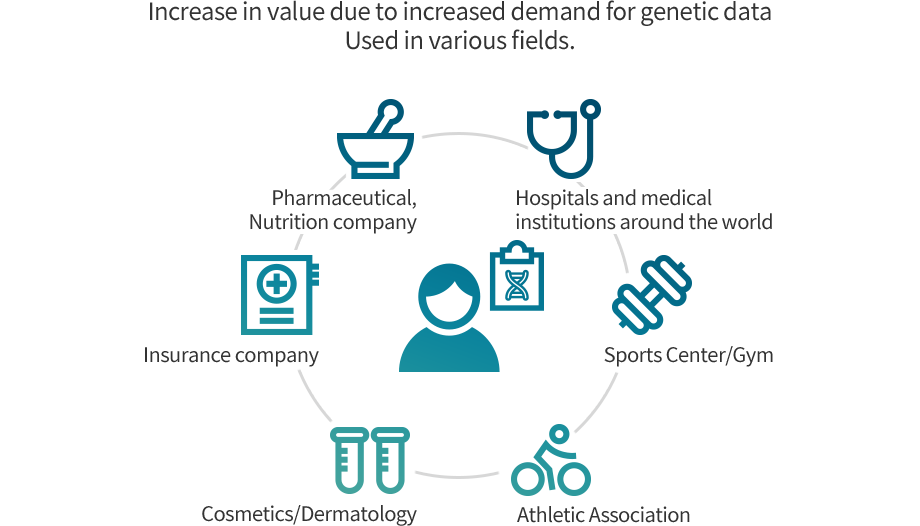 Increase in value due to increased demand for genetic data
Used in various fields.
Pharmaceutical,
Nutrition company
Hospitals and medical
institutions around the world
Insurance company
Sports Center/Gym
Cosmetics/Dermatology
Athletic Association